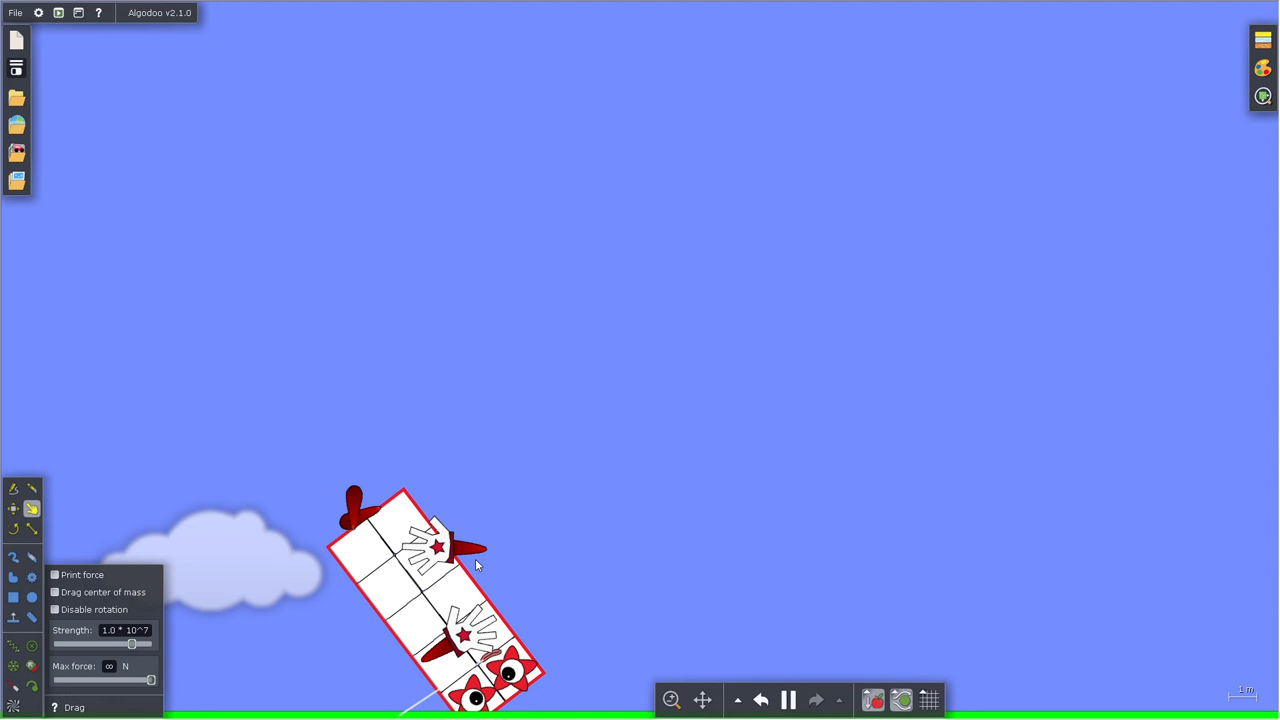 File ? Algodoo v2.1.0
Print force
Drag center of mass
Disable rotation
Strength: 1.0 * 10^7
Max force: ∞ N
? Drag
1 m